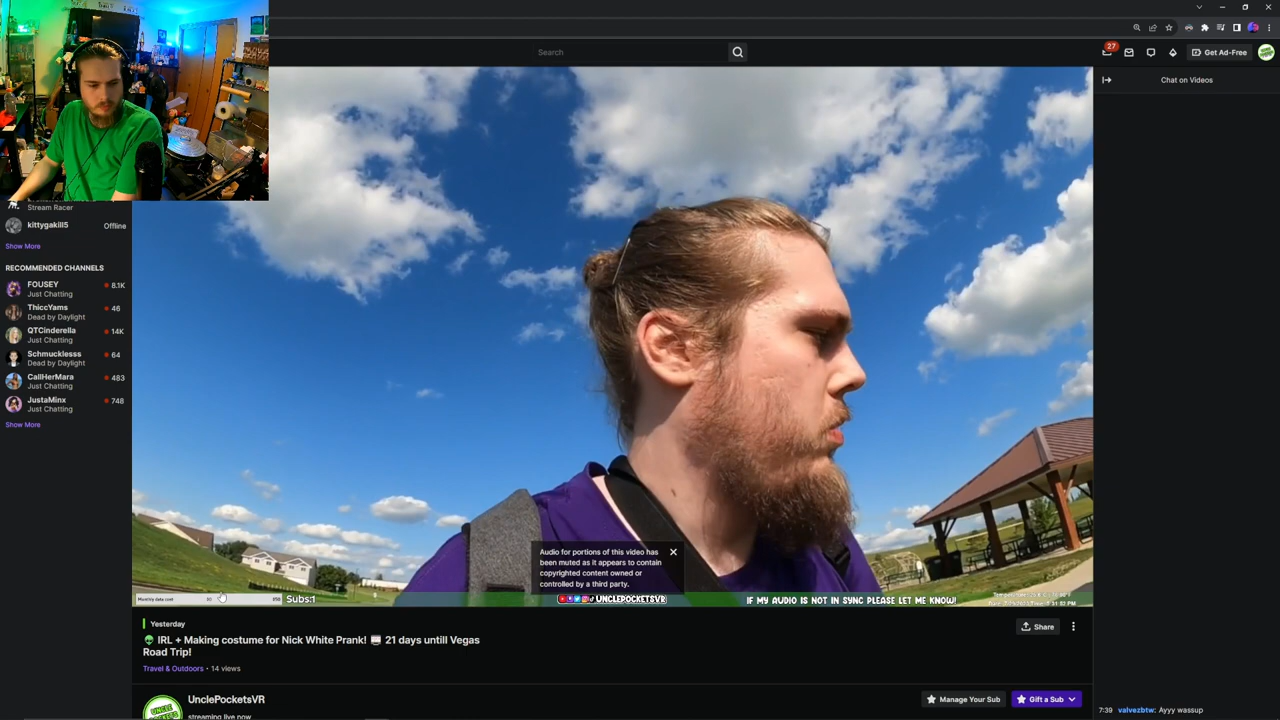 Search
27
Get Ad-Free
Chat on Videos
Stream Racer
kittygakill5
Offline
Show More
RECOMMENDED CHANNELS
FOUSEY
8.1K
Just Chatting
ThiccYams
46
Dead by Daylight
QTCinderella
14K
Just Chatting
Schmucklesss
64
Dead by Daylight
CallHerMara
483
Just Chatting
JustaMinx
748
Just Chatting
Show More
Audio for portions of this video has
been muted as it appears to contain
copyrighted content owned or
controlled by a third party.
Subs:1
UNCLEPOCKETSVR
IF MY AUDIO IS NOT IN SYNC PLEASE LET ME KNOW!
Yesterday
IRL + Making costume for Nick White Prank! 21 days untill Vegas
Road Trip!
Share
Travel & Outdoors • 14 views
UNCLE
POCKETS
UnclePocketsVR
streaming live now
Manage Your Sub
Gift a Sub
7:39 valvezbtw: Ayyy wassup